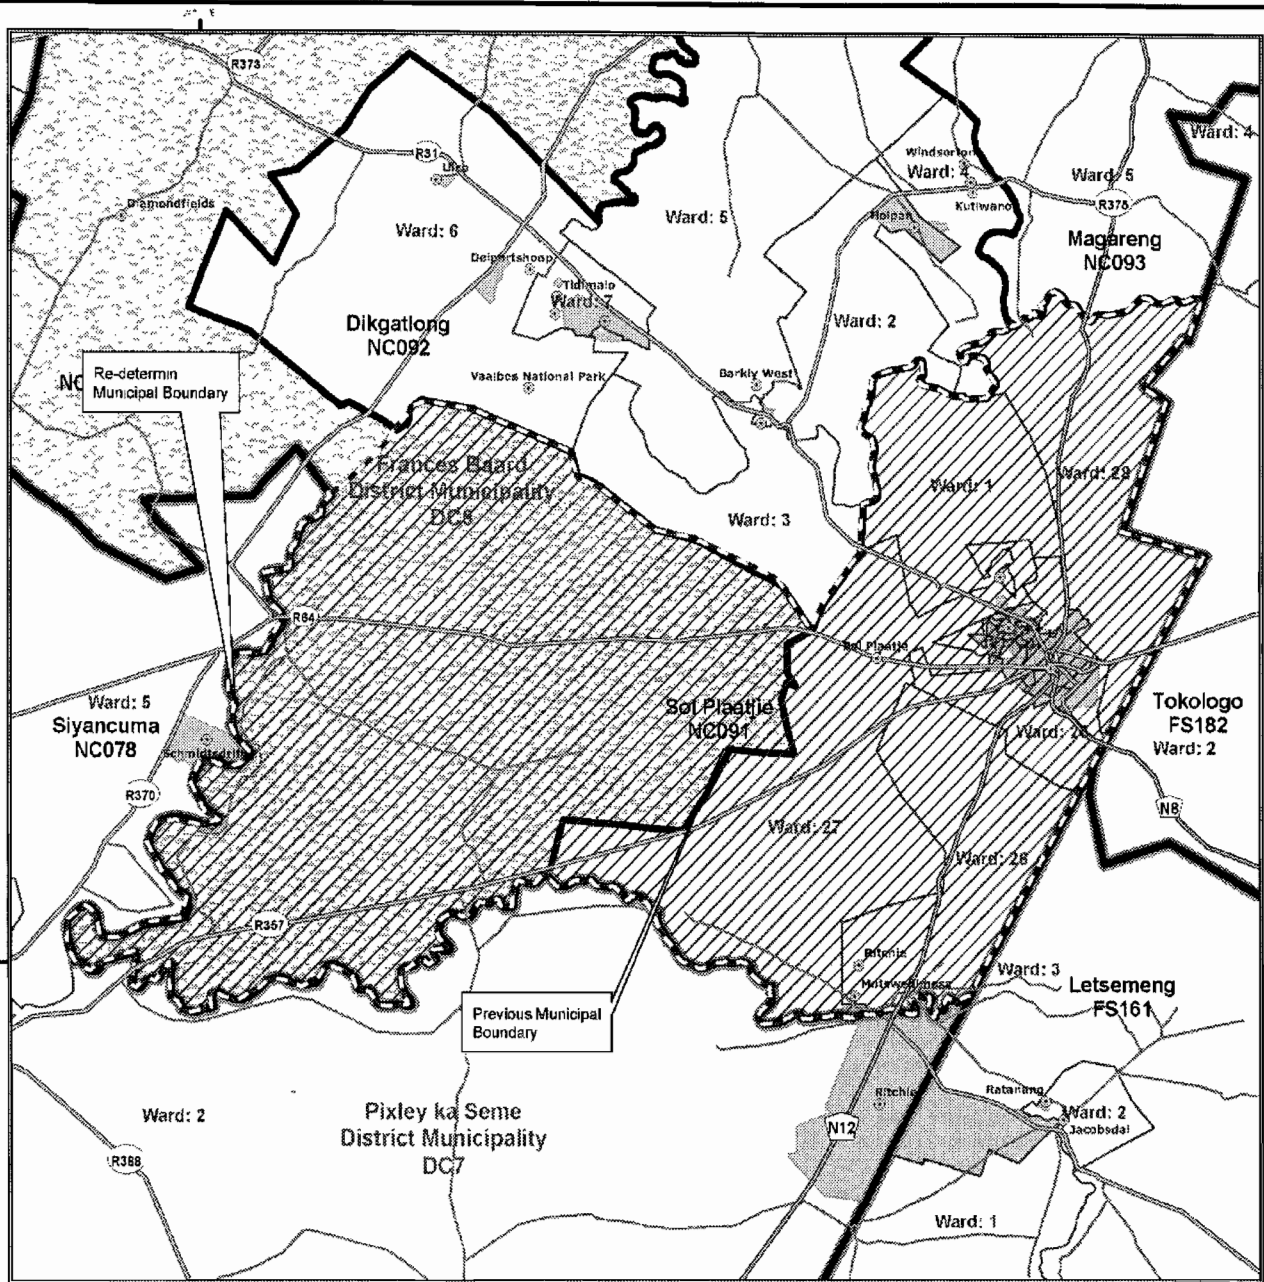 R373
R31
Ulco
Diamondfields
Ward: 6
Delportshoop
Tidimalo
Ward: 7
Dikgatlong
NC092
Vaalbos National Park
Re-determin
Municipal Boundary
Ward: 5
Windsorton
Ward: 4
Kutlwano
Holpan
Ward: 4
Ward: 5
R375
Magareng
NC093
Ward: 2
Barkly West
Frances Baard
District Municipality
Ward: 3
Ward: 1
Ward: 29
R64
Sol Plaatje
Sol Plaatjie
NC091
Ward: 5
Siyancuma
NC078
Schmidtsdrift
R370
Tokologo
FS182
Ward: 2
N8
Ward: 27
Ward: 28
R357
Ritchie
Ward: 3
Letsemeng
FS161
Previous Municipal
Boundary
Ward: 2
Pixley ka Seme
District Municipality
DC7
R388
Ritchie
N12
Ratanang
Ward: 2
Jacobsdal
Ward: 1